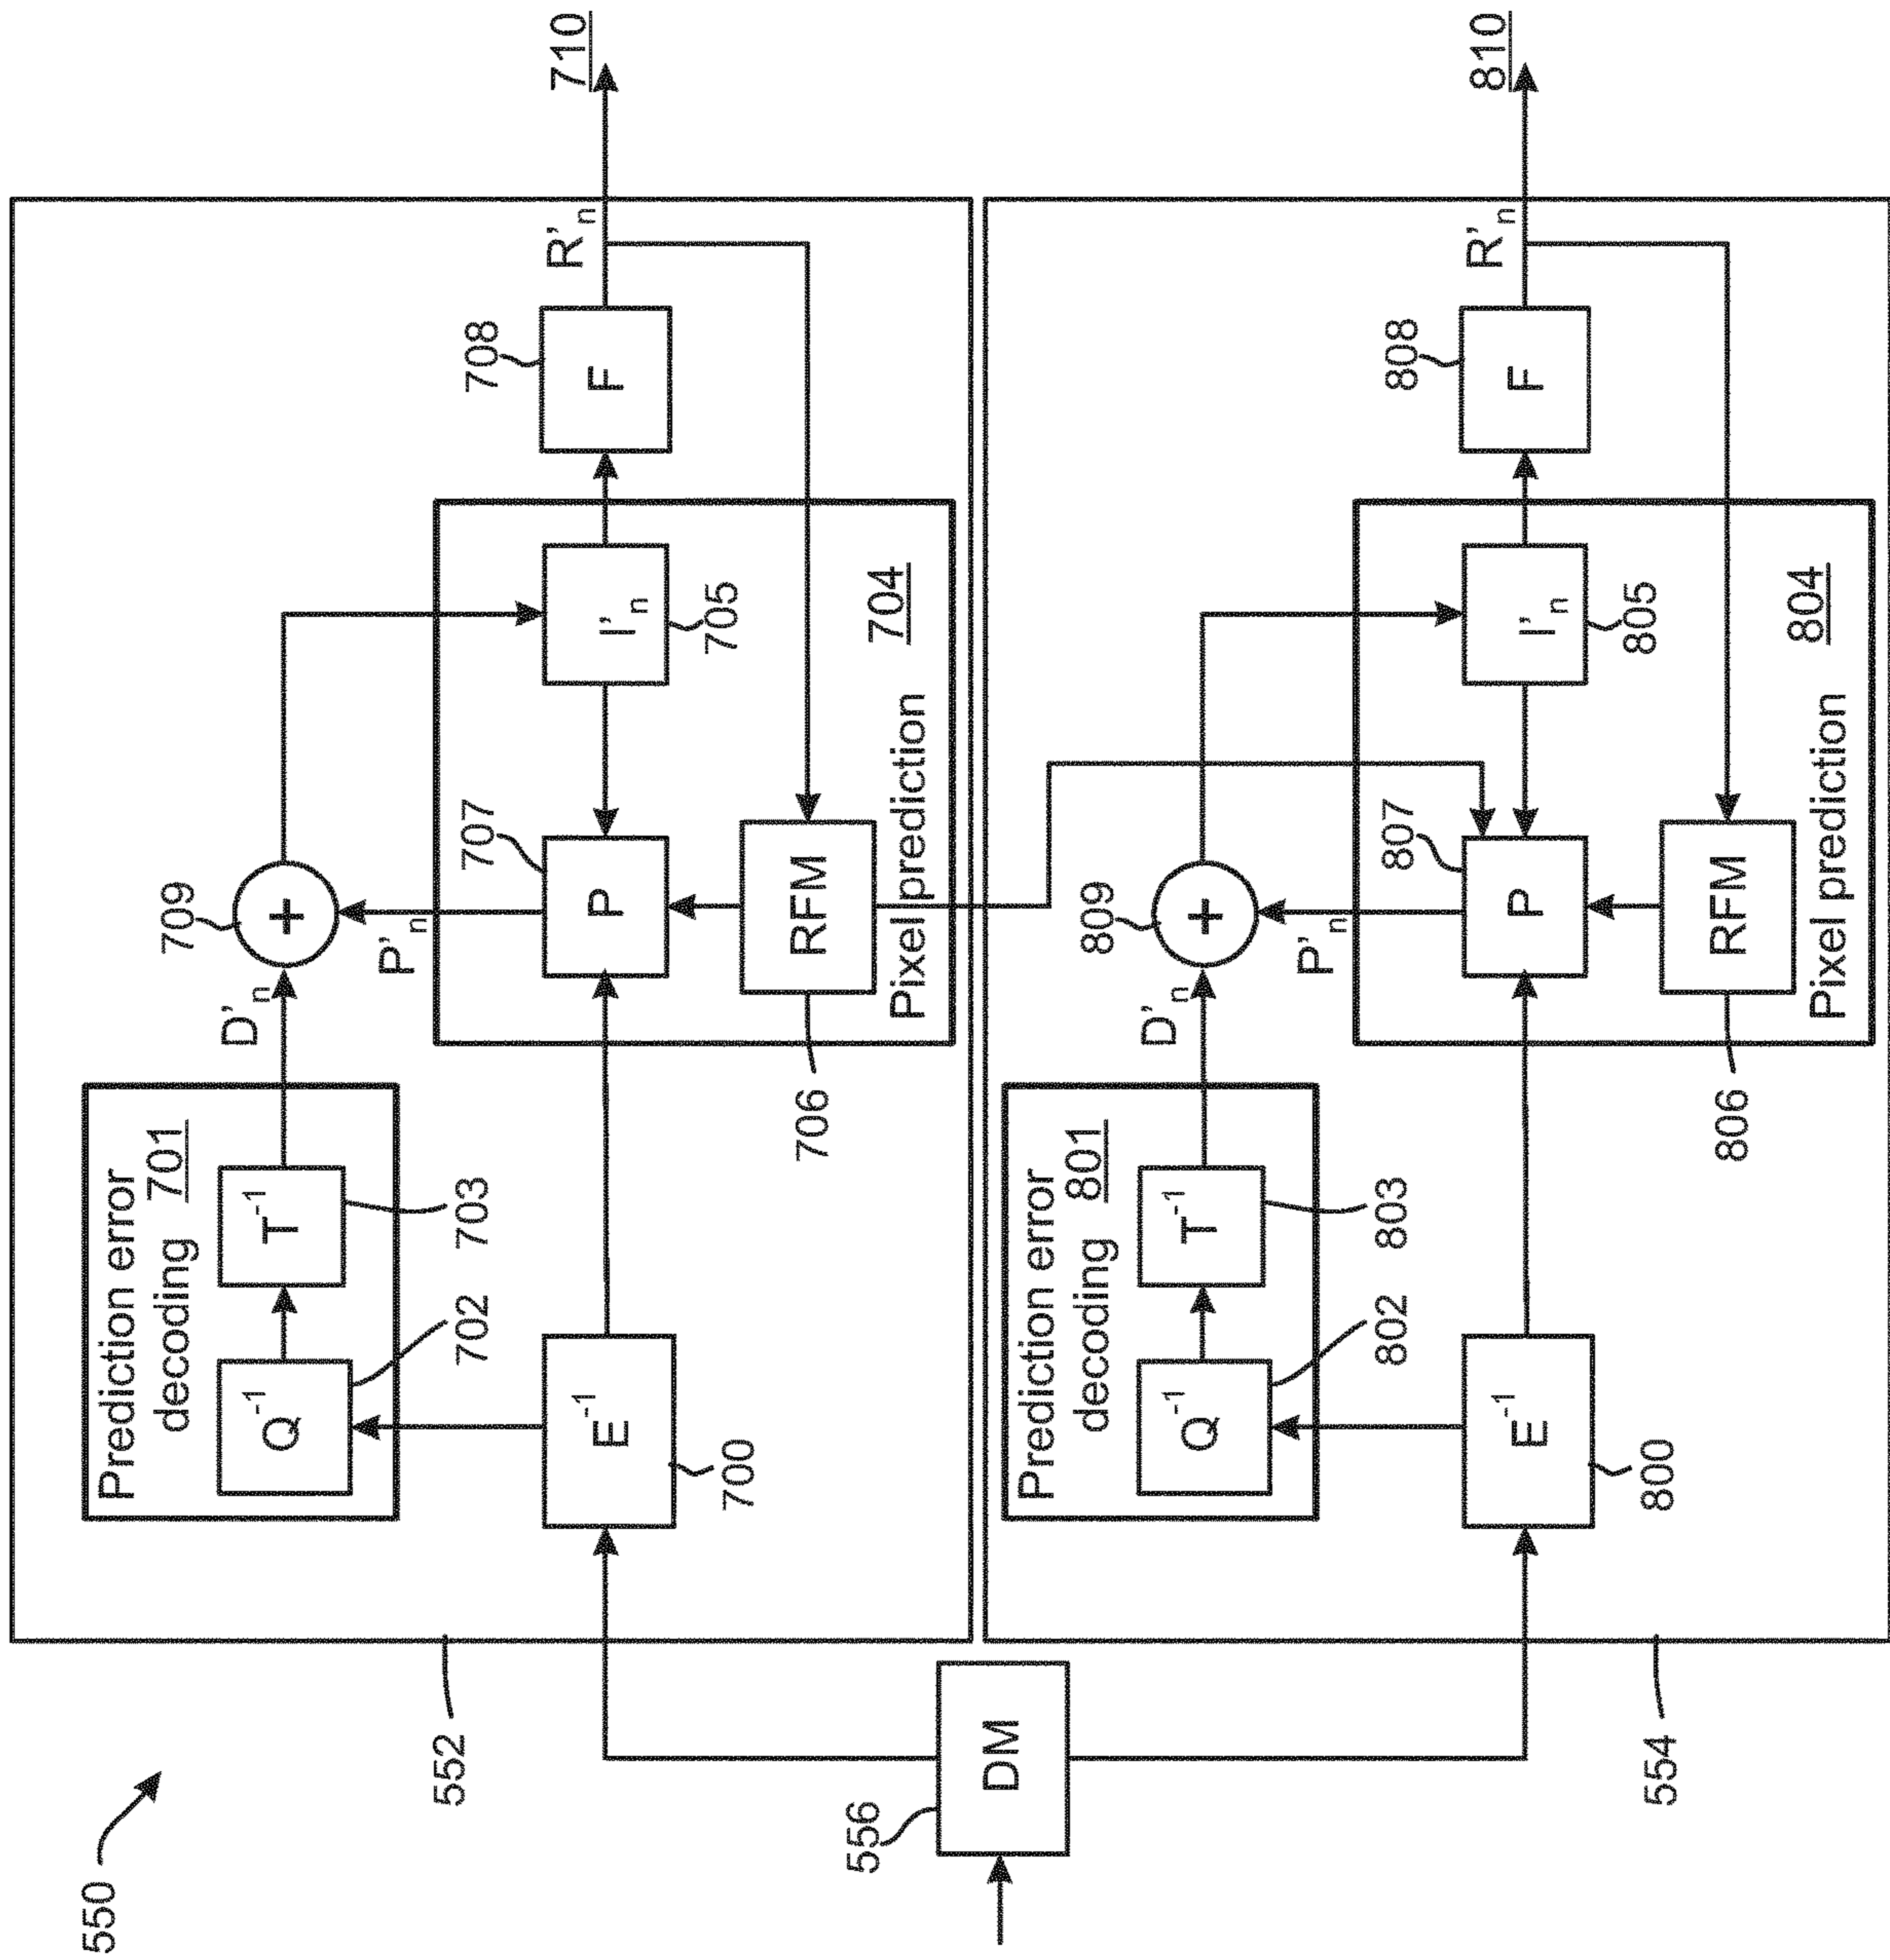 550
552
Prediction error
decoding 701
Q⁻¹
T⁻¹
702
703
D'n
709
+
P'n
E⁻¹
700
P
707
I'n
705
RFM
706
Pixel prediction
704
F
708
R'n
710
556
DM
554
Prediction error
decoding 801
Q⁻¹
T⁻¹
802
803
D'n
809
+
P'n
E⁻¹
800
P
807
I'n
805
RFM
806
Pixel prediction
804
F
808
R'n
810